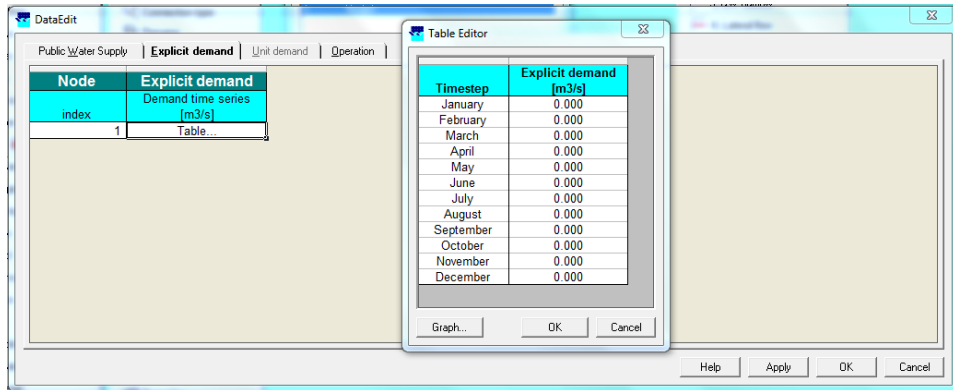 DataEdit
Public Water Supply Explicit demand Unit demand Operation
Node Explicit demand
index Demand time series
[m3/s]
1 Table...
Table Editor
Timestep Explicit demand
[m3/s]
January 0.000
February 0.000
March 0.000
April 0.000
May 0.000
June 0.000
July 0.000
August 0.000
September 0.000
October 0.000
November 0.000
December 0.000
Graph... OK Cancel
Help Apply OK Cancel